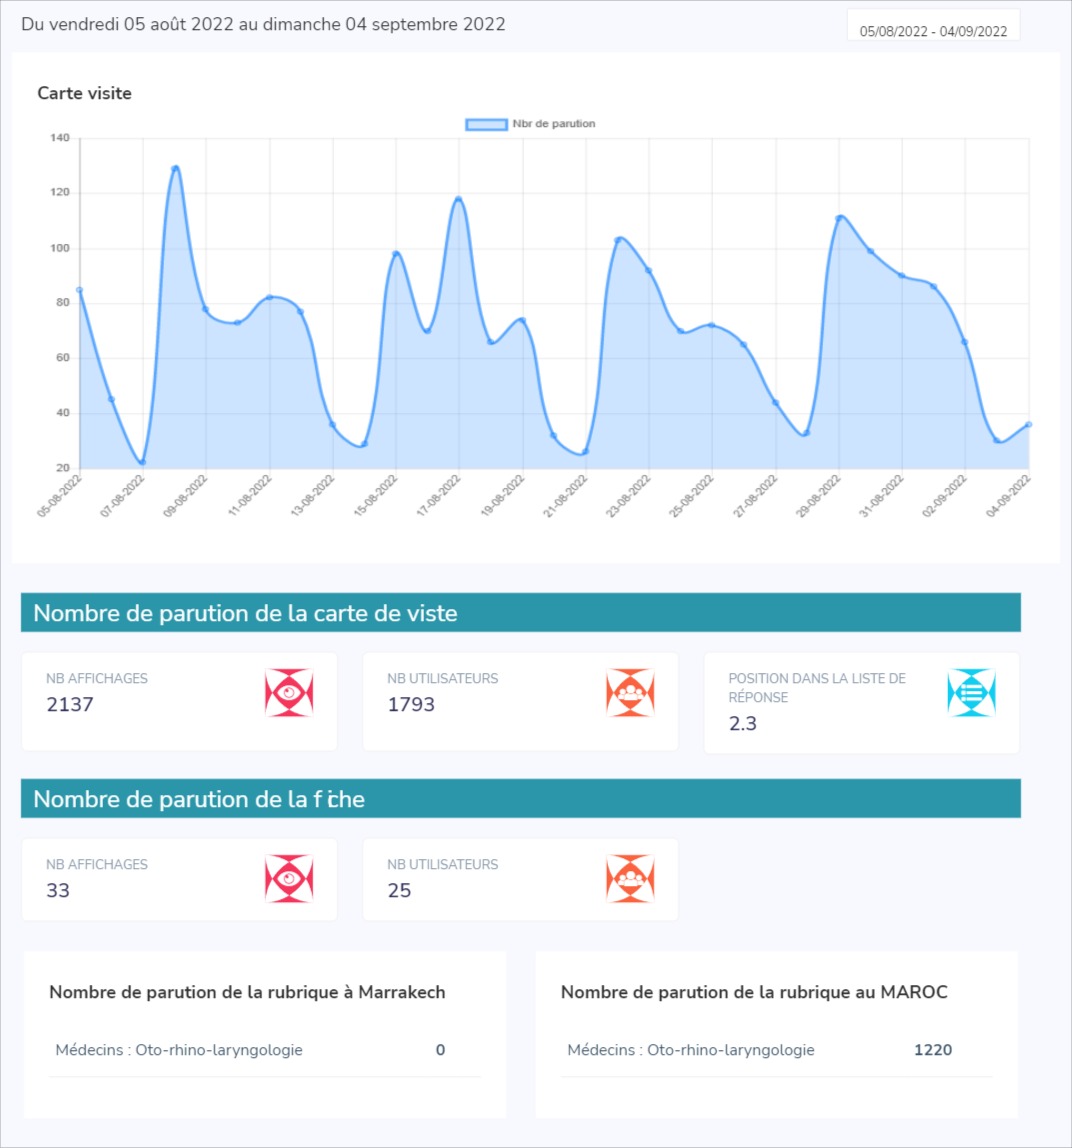 Du vendredi 05 août 2022 au dimanche 04 septembre 2022
05/08/2022 - 04/09/2022
Carte visite
Nbr de parution
140
120
100
80
60
40
20
05-08-2022
07-08-2022
09-08-2022
11-08-2022
13-08-2022
15-08-2022
17-08-2022
19-08-2022
21-08-2022
23-08-2022
25-08-2022
27-08-2022
29-08-2022
31-08-2022
02-09-2022
04-09-2022
Nombre de parution de la carte de viste
NB AFFICHAGES
2137
NB UTILISATEURS
1793
POSITION DANS LA LISTE DE
RÉPONSE
2.3
Nombre de parution de la fiche
NB AFFICHAGES
33
NB UTILISATEURS
25
Nombre de parution de la rubrique à Marrakech
Médecins : Oto-rhino-laryngologie 0
Nombre de parution de la rubrique au MAROC
Médecins : Oto-rhino-laryngologie 1220